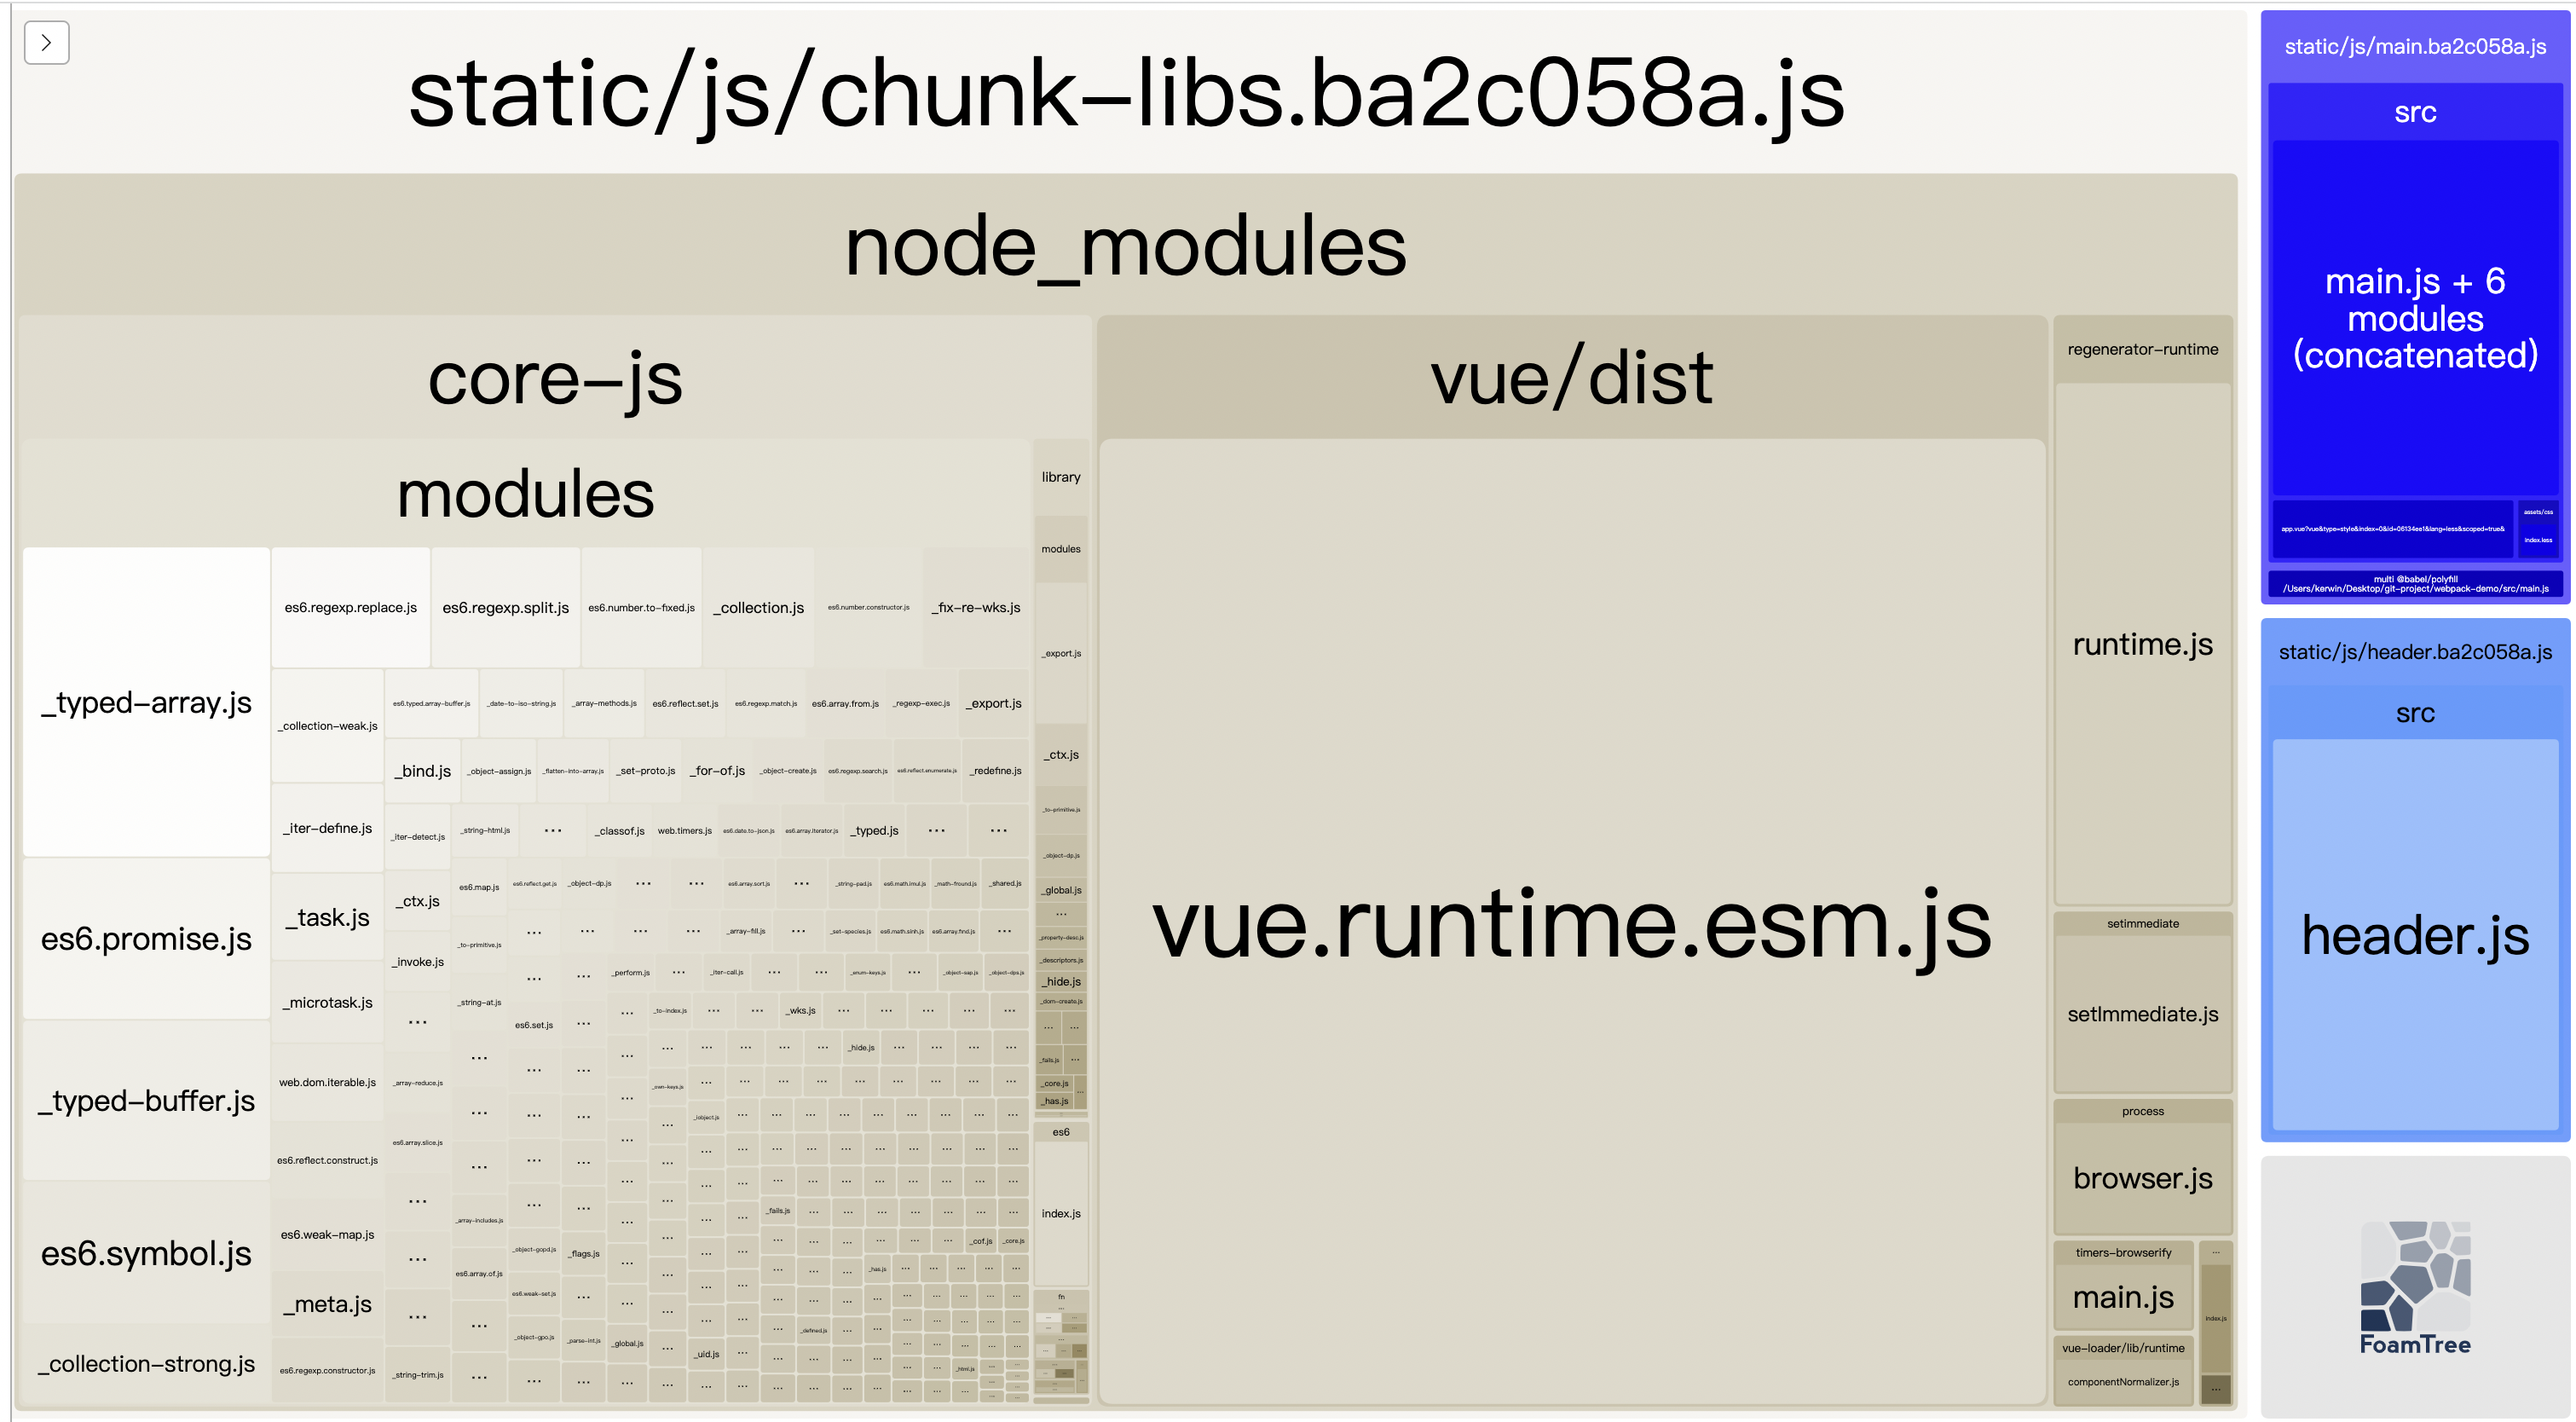 static/js/chunk-libs.ba2c058a.js
node_modules
core-js
modules
_typed-array.js
es6.promise.js
_typed-buffer.js
es6.symbol.js
_collection-strong.js
es6.regexp.replace.js
es6.regexp.split.js
es6.number.to-fixed.js
_collection.js
es6.number.constructor.js
_fix-re-wks.js
_collection-weak.js
_iter-define.js
_task.js
_microtask.js
web.dom.iterable.js
es6.reflect.construct.js
es6.weak-map.js
_meta.js
es6.regexp.constructor.js
es6.typed.array-buffer.js
_date-to-iso-string.js
_array-methods.js
es6.reflect.set.js
es6.regexp.match.js
es6.array.from.js
_regexp-exec.js
_export.js
_bind.js
_object-assign.js
_flatten-into-array.js
_set-proto.js
_for-of.js
_object-create.js
es6.regexp.search.js
es6.reflect.enumerate.js
_redefine.js
_iter-detect.js
_ctx.js
_invoke.js
...
_array-reduce.js
es6.array.slice.js
...
...
...
_string-trim.js
_string-html.js
...
_classof.js
web.timers.js
es6.date.to-json.js
es6.array.iterator.js
_typed.js
...
...
es6.map.js
_to-primitive.js
_string-at.js
...
...
...
_array-includes.js
es6.array.of.js
...
...
es6.reflect.get.js
_object-dp.js
...
...
es6.array.sort.js
...
_string-pad.js
es6.math.imul.js
_math-fround.js
_shared.js
_array-fill.js
...
_set-species.js
es6.math.sinh.js
es6.array.find.js
...
_perform.js
...
_iter-call.js
...
...
_enum-keys.js
...
_object-sap.js
_object-dps.js
es6.set.js
_to-index.js
_wks.js
_hide.js
_own-keys.js
_iobject.js
_fails.js
_cof.js
_core.js
_has.js
_object-gopd.js
_flags.js
es6.weak-set.js
_object-gpo.js
_parse-int.js
_global.js
_uid.js
_defined.js
_html.js
library
modules
_export.js
_ctx.js
_to-primitive.js
_object-dp.js
_global.js
...
_property-desc.js
_descriptors.js
_hide.js
_dom-create.js
_fails.js
_core.js
_has.js
es6
index.js
fn
vue/dist
vue.runtime.esm.js
regenerator-runtime
runtime.js
setimmediate
setImmediate.js
process
browser.js
timers-browserify
main.js
...
index.js
...
vue-loader/lib/runtime
componentNormalizer.js
static/js/main.ba2c058a.js
src
main.js + 6
modules
(concatenated)
app.vue?vue&type=style&index=0&id=06134ee1&lang=less&scoped=true&
assets/css
index.less
multi @babel/polyfill
/Users/kerwin/Desktop/git-project/webpack-demo/src/main.js
static/js/header.ba2c058a.js
src
header.js
FoamTree